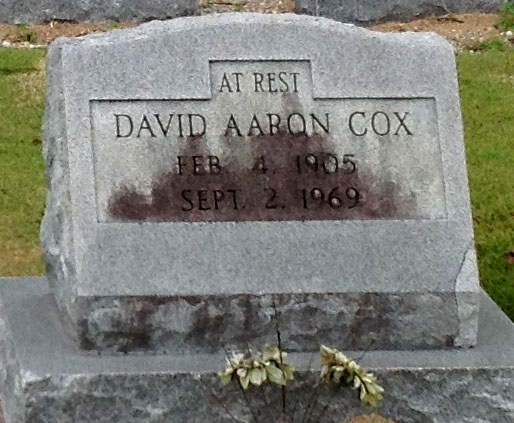 AT REST
DAVID AARON COX
FEB. 4, 1905
SEPT. 2, 1969